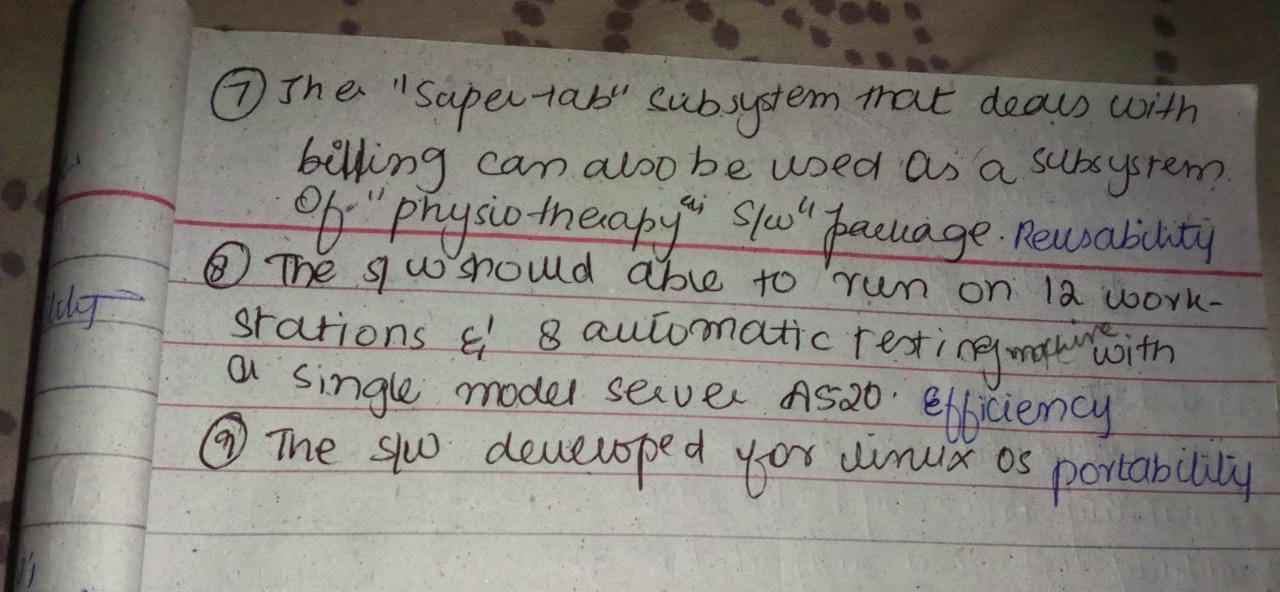 ⑦ The "Super-lab" subsystem that deals with
billing can also be used as a subsystem
Of "physiotherapy s/w" package. Reusability
⑧ The s/w should able to run on 12 work-
stations & 8 automatic testing machine with
a single model server AS20. Efficiency
⑨ The s/w developed for linux OS portability